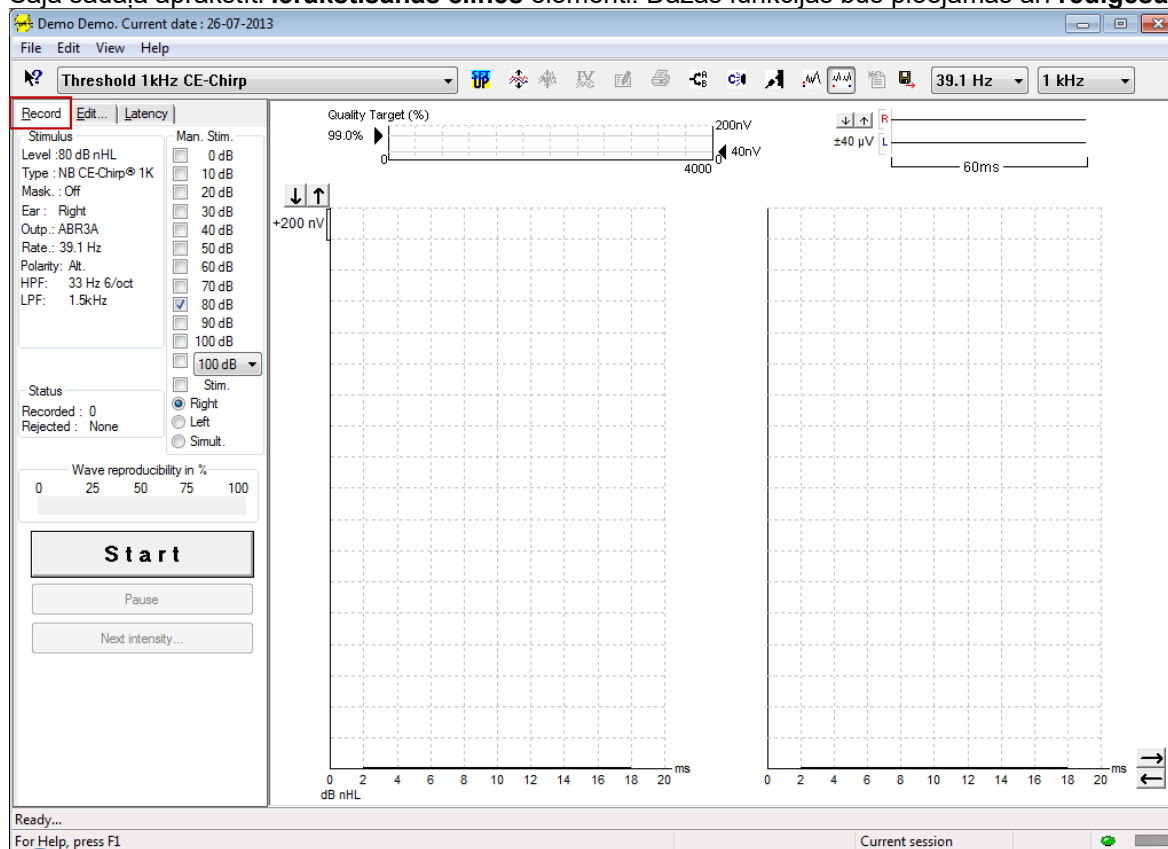 Šajā sadaļā aprakstīti ierakstīšanas cilnes elementi. Dažas funkcijas būs pieejamas arī
Demo Demo. Current date : 26-07-2013
File Edit View Help
Threshold 1kHz CE-Chirp
39.1 Hz
1 kHz
Record Edit... Latency
Stimulus
Level :80 dB nHL
Type : NB CE-Chirp® 1K
Mask. : Off
Ear : Right
Outp.: ABR3A
Rate.: 39.1 Hz
Polarity: Alt.
HPF: 33 Hz 6/oct
LPF: 1.5kHz
Man. Stim.
0 dB
10 dB
20 dB
30 dB
40 dB
50 dB
60 dB
70 dB
80 dB
90 dB
100 dB
100 dB
Stim.
Right
Left
Simult.
Status
Recorded : 0
Rejected : None
Wave reproducibility in %
0 25 50 75 100
Start
Pause
Next intensity...
Quality Target (%)
99.0%
0
200nV
40nV
0
4000
R
±40 µV L
60ms
+200 nV
0 2 4 6 8 10 12 14 16 18 20 ms
dB nHL
0 2 4 6 8 10 12 14 16 18 20 ms
Ready...
For Help, press F1
Current session